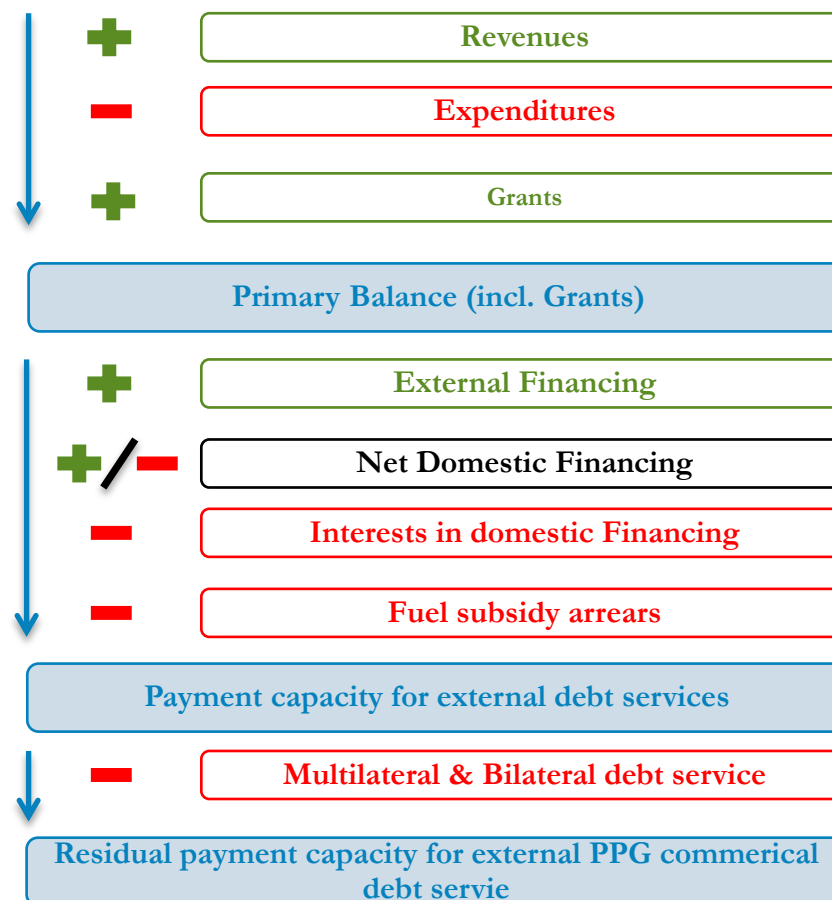 Revenues
Expenditures
Grants
Primary Balance (incl. Grants)
External Financing
Net Domestic Financing
Interests in domestic Financing
Fuel subsidy arrears
Payment capacity for external debt services
Multilateral & Bilateral debt service
Residual payment capacity for external PPG commerical
debt servie